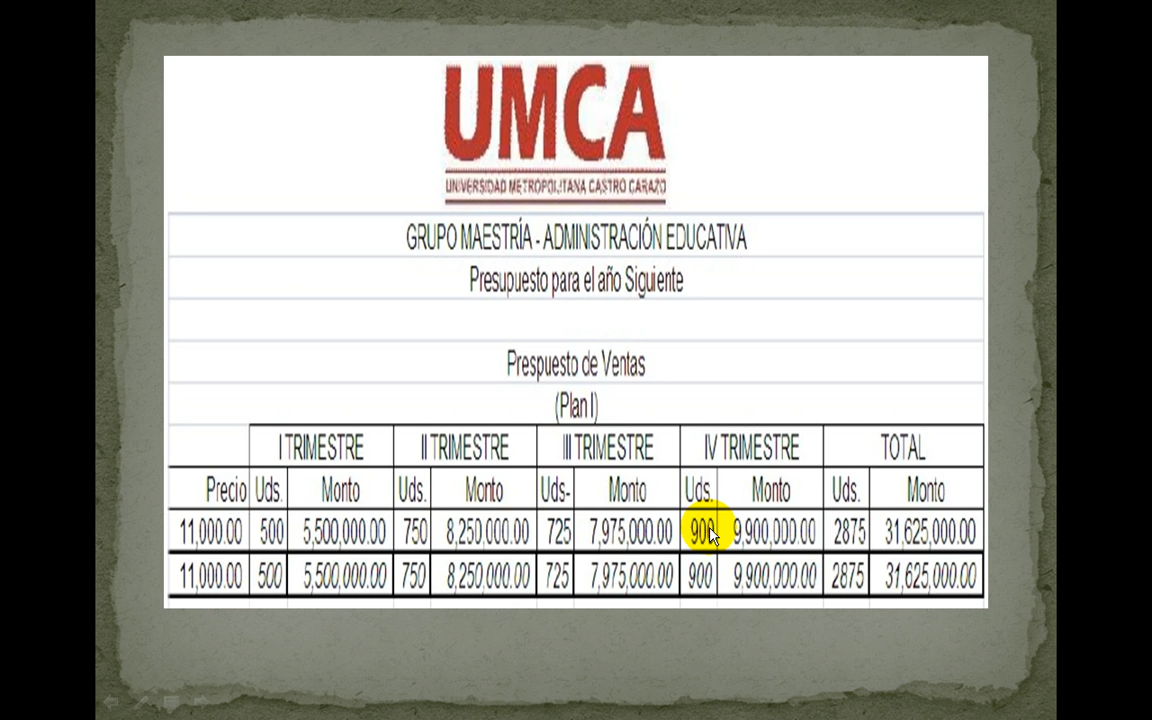 UMCA
UNIVERSIDAD METROPOLITANA CASTRO CARAZO
GRUPO MAESTRÍA - ADMINISTRACIÓN EDUCATIVA
Presupuesto para el año Siguiente
Prespuesto de Ventas
(Plan I)
I TRIMESTRE II TRIMESTRE III TRIMESTRE IV TRIMESTRE TOTAL
Precio Uds. Monto Uds. Monto Uds- Monto Uds. Monto Uds. Monto
11,000.00 500 5,500,000.00 750 8,250,000.00 725 7,975,000.00 900 9,900,000.00 2875 31,625,000.00
11,000.00 500 5,500,000.00 750 8,250,000.00 725 7,975,000.00 900 9,900,000.00 2875 31,625,000.00